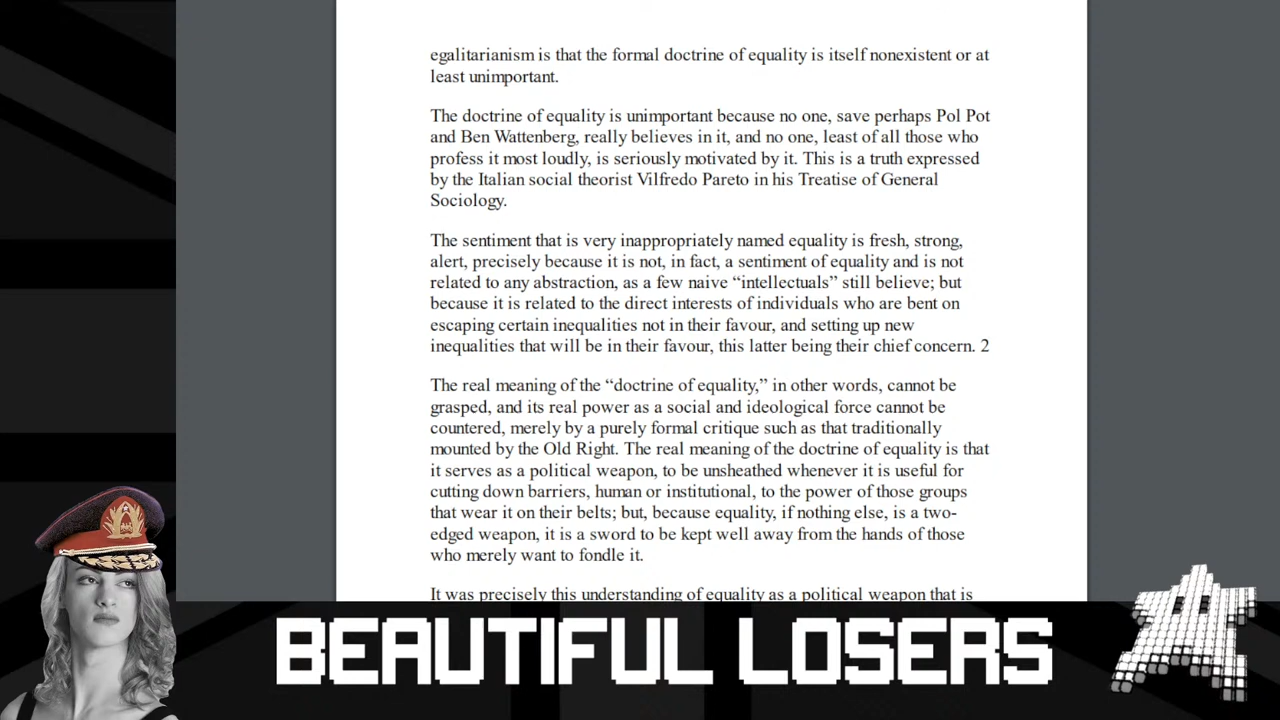 egalitarianism is that the formal doctrine of equality is itself nonexistent or at
least unimportant.
The doctrine of equality is unimportant because no one, save perhaps Pol Pot
and Ben Wattenberg, really believes in it, and no one, least of all those who
profess it most loudly, is seriously motivated by it. This is a truth expressed
by the Italian social theorist Vilfredo Pareto in his Treatise of General
Sociology.
The sentiment that is very inappropriately named equality is fresh, strong,
alert, precisely because it is not, in fact, a sentiment of equality and is not
related to any abstraction, as a few naive “intellectuals” still believe; but
because it is related to the direct interests of individuals who are bent on
escaping certain inequalities not in their favour, and setting up new
inequalities that will be in their favour, this latter being their chief concern. 2
The real meaning of the “doctrine of equality,” in other words, cannot be
grasped, and its real power as a social and ideological force cannot be
countered, merely by a purely formal critique such as that traditionally
mounted by the Old Right. The real meaning of the doctrine of equality is that
it serves as a political weapon, to be unsheathed whenever it is useful for
cutting down barriers, human or institutional, to the power of those groups
that wear it on their belts; but, because equality, if nothing else, is a two-
edged weapon, it is a sword to be kept well away from the hands of those
who merely want to fondle it.
It was precisely this understanding of equality as a political weapon that is
BEAUTIFUL LOSERS